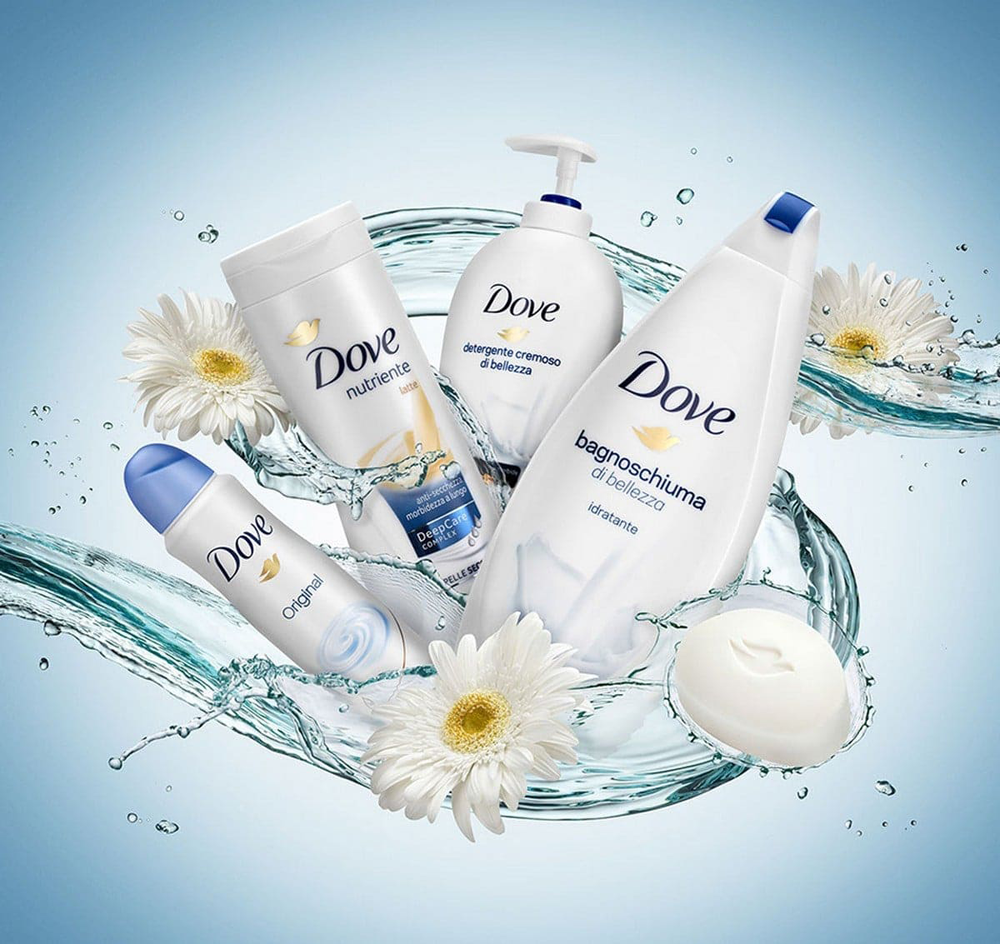 Dove
nutriente
latte
anti-secchezza
morbidezza a lungo
DeepCare
COMPLEX
Dove
detergente cremoso
di bellezza
Dove
bagnoschiuma
di bellezza
idratante
Dove
Original